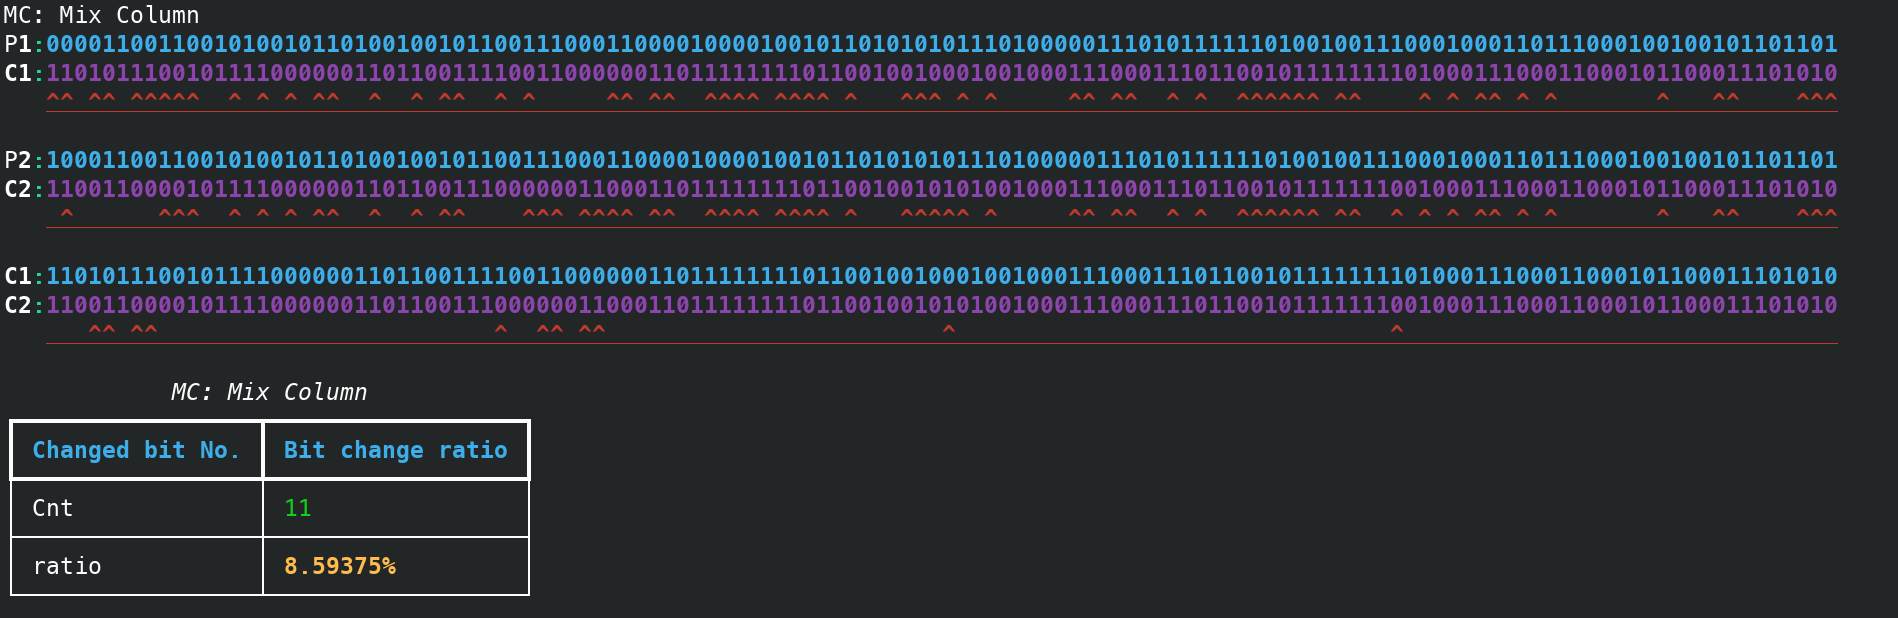 MC: Mix Column
P1:00001100110010100101101001001011001110001100001000010010110101010111010000011101011111101001001110001000110111000100100101101101
C1:11010111001011110000001101100111100110000001101111111101100100100010010001110001110110010111111110100011100011000101100011101010
^^ ^^ ^^^^^  ^ ^ ^ ^^  ^  ^ ^^  ^ ^     ^^ ^^  ^^^^ ^^^^ ^   ^^^ ^ ^     ^^ ^^  ^ ^  ^^^^^^ ^^    ^ ^ ^^ ^ ^       ^   ^^    ^^^
P2:10001100110010100101101001001011001110001100001000010010110101010111010000011101011111101001001110001000110111000100100101101101
C2:11001100001011110000001101100111000000110001101111111101100100101010010001110001110110010111111100100011100011000101100011101010
^      ^^^  ^ ^ ^ ^^  ^  ^ ^^    ^^^ ^^^^ ^^  ^^^^ ^^^^ ^   ^^^^^ ^     ^^ ^^  ^ ^  ^^^^^^ ^^  ^ ^ ^ ^^ ^ ^       ^   ^^    ^^^
C1:11010111001011110000001101100111100110000001101111111101100100100010010001110001110110010111111110100011100011000101100011101010
C2:11001100001011110000001101100111000000110001101111111101100100101010010001110001110110010111111100100011100011000101100011101010
^^ ^^                        ^  ^^ ^^                        ^                               ^
MC: Mix Column
Changed bit No. Bit change ratio
Cnt 11
ratio 8.59375%